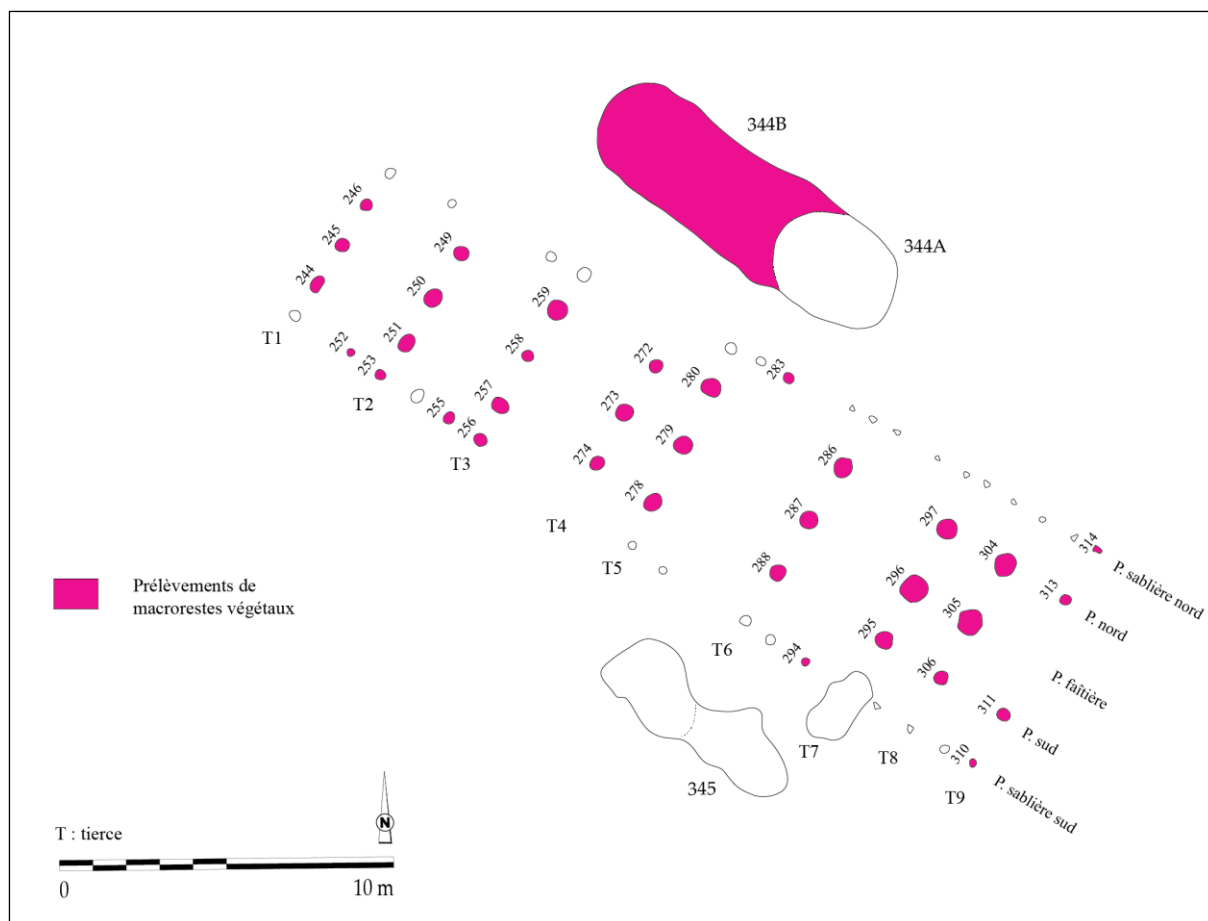 344B
344A
246
245
244
T1
249
250
251
252
253
T2
259
258
257
255
256
T3
272
273
274
T4
280
279
278
T5
283
286
287
288
T6
294
297
296
295
T7
304
305
306
T8
314
313
311
310
T9
P. sablière nord
P. nord
P. faîtière
P. sud
P. sablière sud
345
Prélèvements de
macrorestes végétaux
T : tierce
N
0
10 m